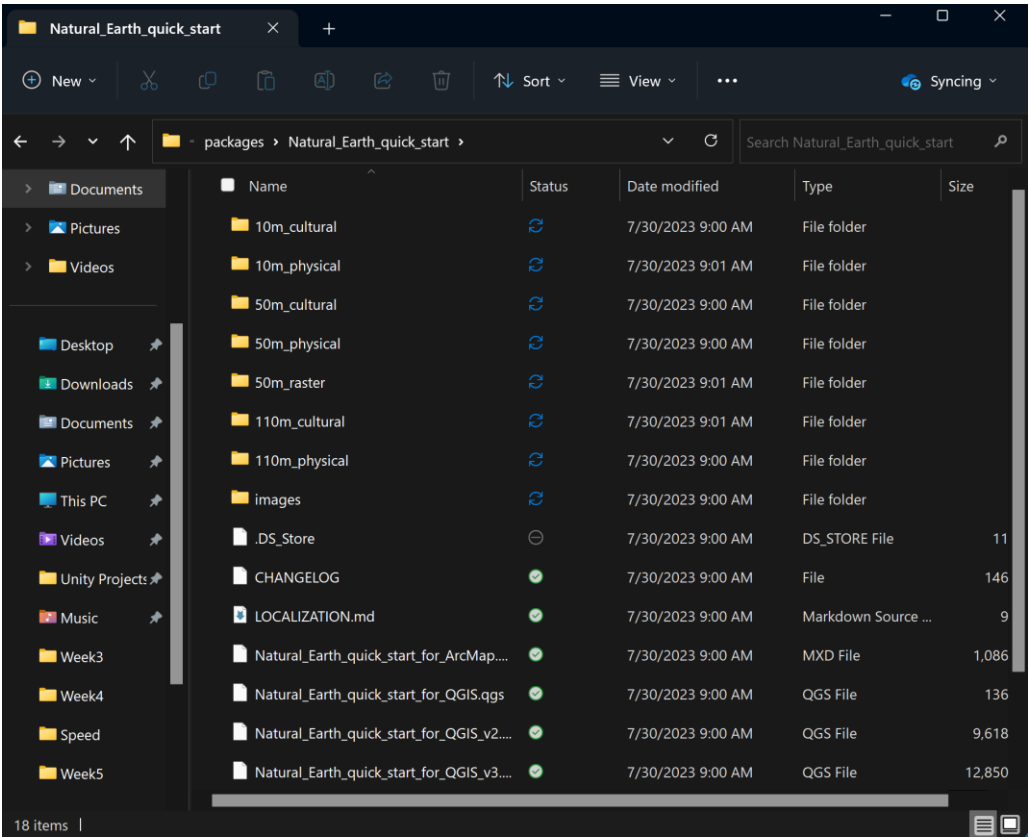 Natural_Earth_quick_start
New
Sort
View
Syncing
packages > Natural_Earth_quick_start >
Search Natural_Earth_quick_start
Documents
Pictures
Videos
Desktop
Downloads
Documents
Pictures
This PC
Videos
Unity Projects
Music
Week3
Week4
Speed
Week5
Name Status Date modified Type Size
10m_cultural 7/30/2023 9:00 AM File folder
10m_physical 7/30/2023 9:01 AM File folder
50m_cultural 7/30/2023 9:00 AM File folder
50m_physical 7/30/2023 9:00 AM File folder
50m_raster 7/30/2023 9:01 AM File folder
110m_cultural 7/30/2023 9:01 AM File folder
110m_physical 7/30/2023 9:00 AM File folder
images 7/30/2023 9:00 AM File folder
.DS_Store 7/30/2023 9:00 AM DS_STORE File 11
CHANGELOG 7/30/2023 9:00 AM File 146
LOCALIZATION.md 7/30/2023 9:00 AM Markdown Source ... 9
Natural_Earth_quick_start_for_ArcMap.... 7/30/2023 9:00 AM MXD File 1,086
Natural_Earth_quick_start_for_QGIS.qgs 7/30/2023 9:00 AM QGS File 136
Natural_Earth_quick_start_for_QGIS_v2.... 7/30/2023 9:00 AM QGS File 9,618
Natural_Earth_quick_start_for_QGIS_v3.... 7/30/2023 9:00 AM QGS File 12,850
18 items